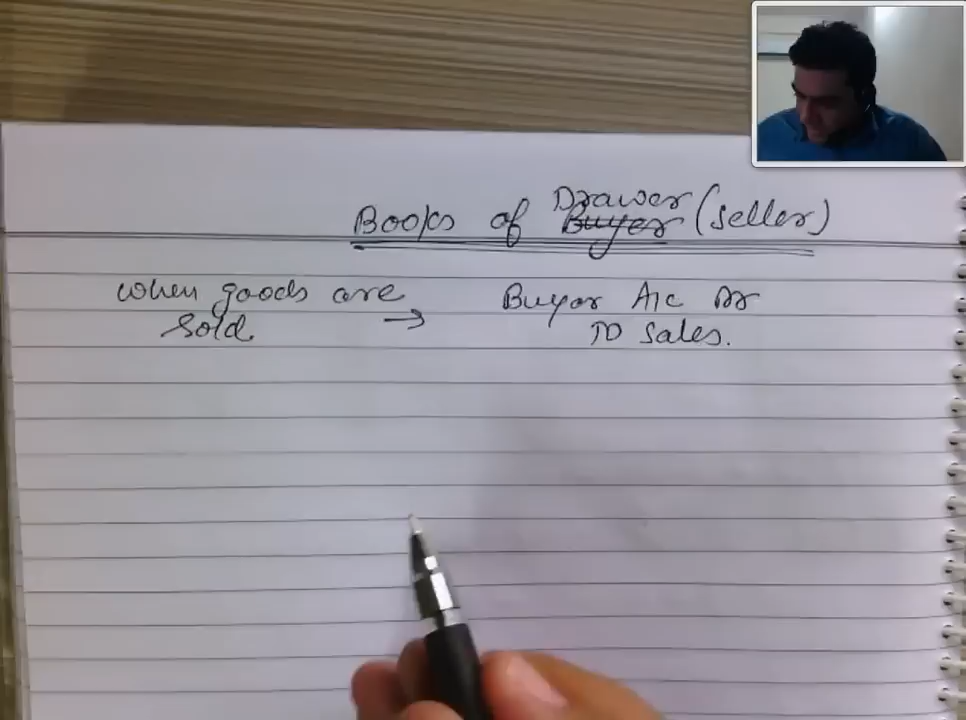 Books of Drawer (seller)
Buyer
when goods are → Buyer A/c Dr
sold. To Sales.